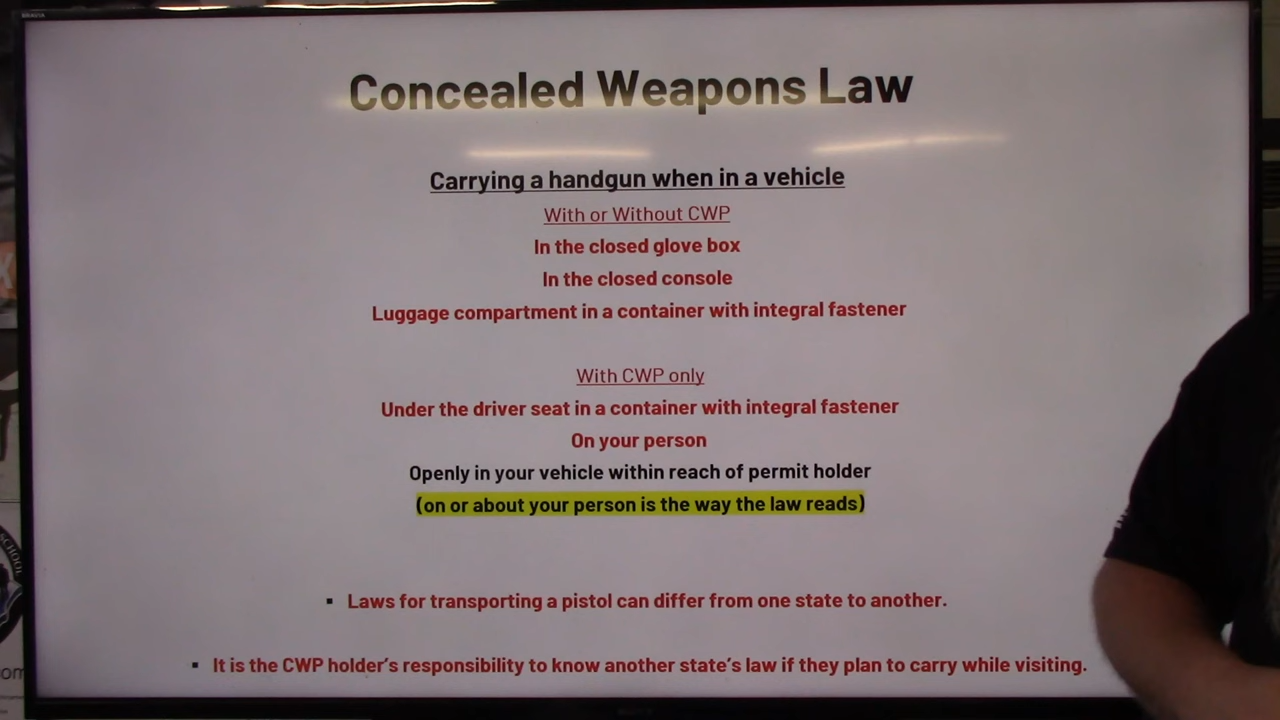 Concealed Weapons Law
Carrying a handgun when in a vehicle
With or Without CWP
In the closed glove box
In the closed console
Luggage compartment in a container with integral fastener
With CWP only
Under the driver seat in a container with integral fastener
On your person
Openly in your vehicle within reach of permit holder
(on or about your person is the way the law reads)
▪ Laws for transporting a pistol can differ from one state to another.
▪ It is the CWP holder's responsibility to know another state's law if they plan to carry while visiting.
SCHOOL